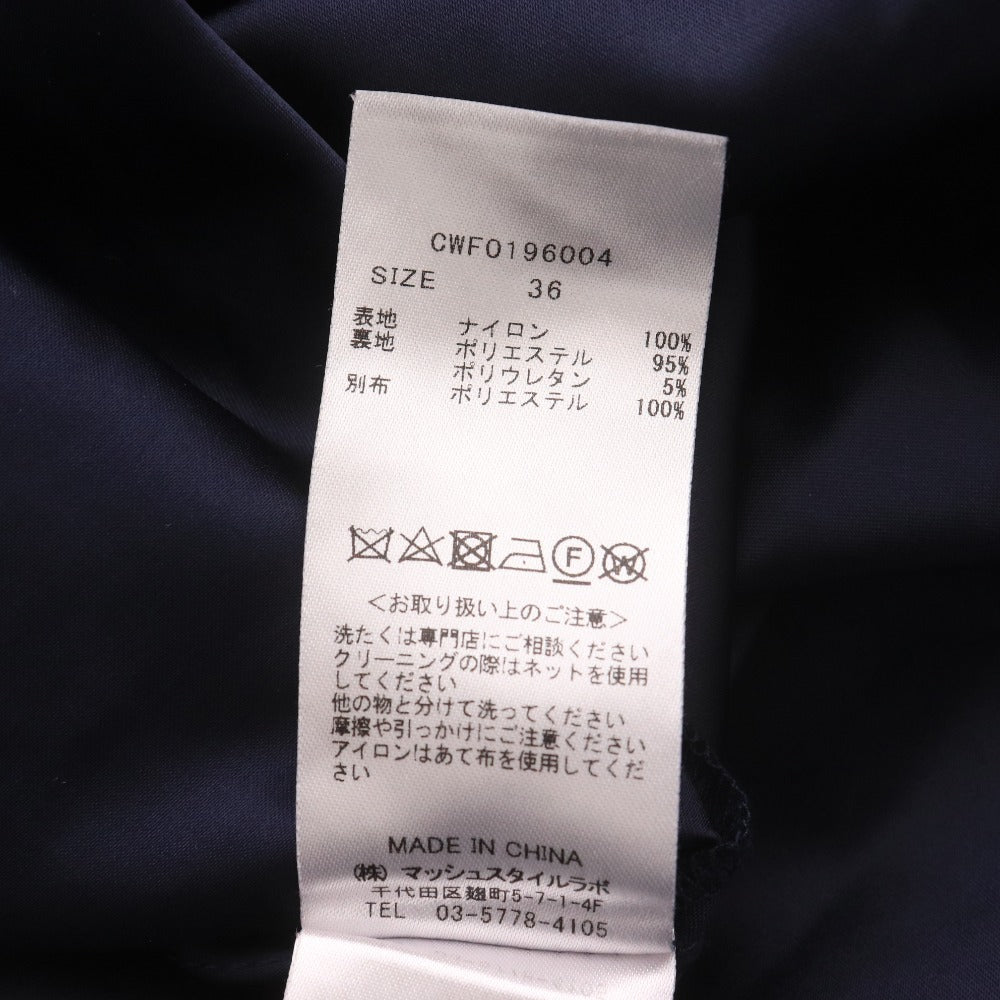 CWF0196004
SIZE 36
表地 ナイロン 100%
裏地 ポリエステル 95%
ポリウレタン 5%
別布 ポリエステル 100%
F W
＜お取り扱い上のご注意＞
洗たくは専門店にご相談ください
クリーニングの際はネットを使用
してください
他の物と分けて洗ってください
摩擦や引っかけにご注意ください
アイロンはあて布を使用してくだ
さい
MADE IN CHINA
(株) マッシュスタイルラボ
千代田区麹町5-7-1-4F
TEL 03-5778-4105